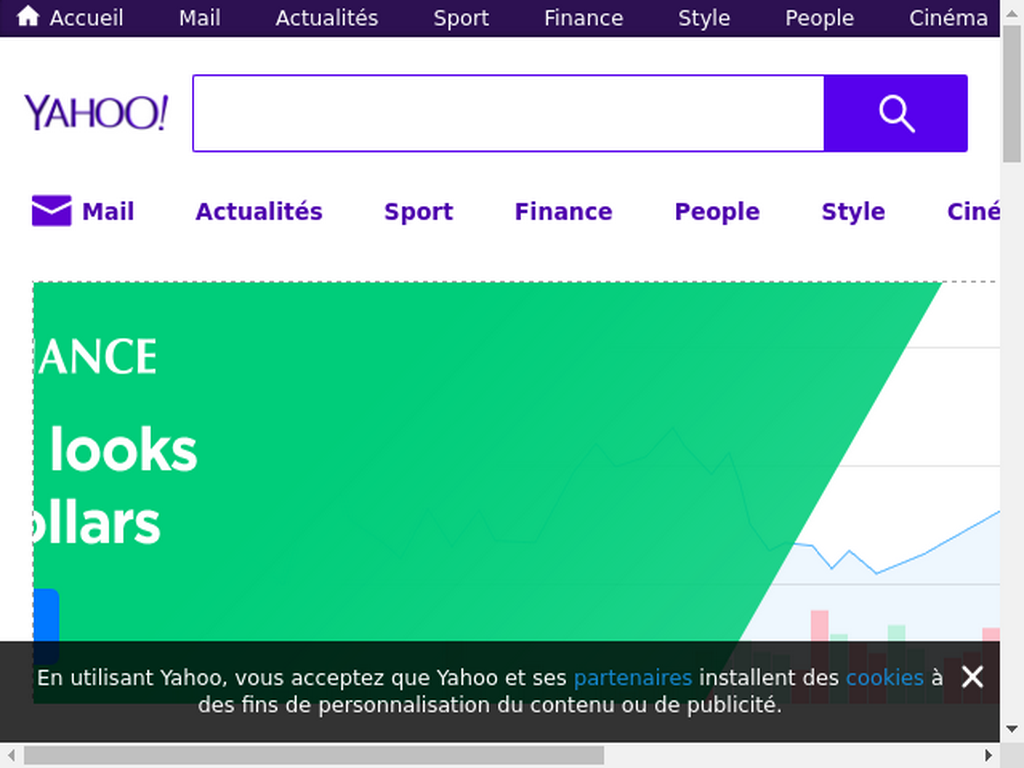 Accueil Mail Actualités Sport Finance Style People Cinéma
YAHOO!
Mail Actualités Sport Finance People Style Ciné
ANCE
looks
ollars
En utilisant Yahoo, vous acceptez que Yahoo et ses partenaires installent des cookies à
des fins de personnalisation du contenu ou de publicité.